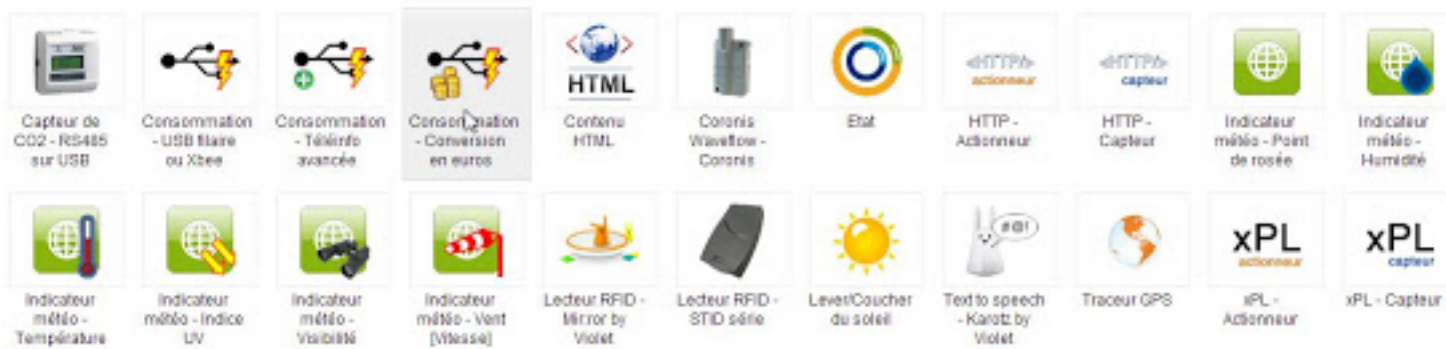 HTML
<HTTP/>
actionneur
<HTTP/>
capteur
Capteur de
CO2 - RS485
sur USB
Consommation
- USB filaire
ou Xbee
Consommation
- Téléinfo
avancée
Consommation
- Conversion
en euros
Contenu
HTML
Coronis
Waveflow -
Coronis
Etat
HTTP -
Actionneur
HTTP -
Capteur
Indicateur
météo - Point
de rosée
Indicateur
météo -
Humidité
#@!
xPL
actionneur
xPL
capteur
Indicateur
météo -
Température
Indicateur
météo - Indice
UV
Indicateur
météo -
Visibilité
Indicateur
météo - Vent
[Vitesse]
Lecteur RFID -
Mirror by
Violet
Lecteur RFID -
STID série
Lever/Coucher
du soleil
Text to speech
- Karotz by
Violet
Traceur GPS
xPL -
Actionneur
xPL - Capteur